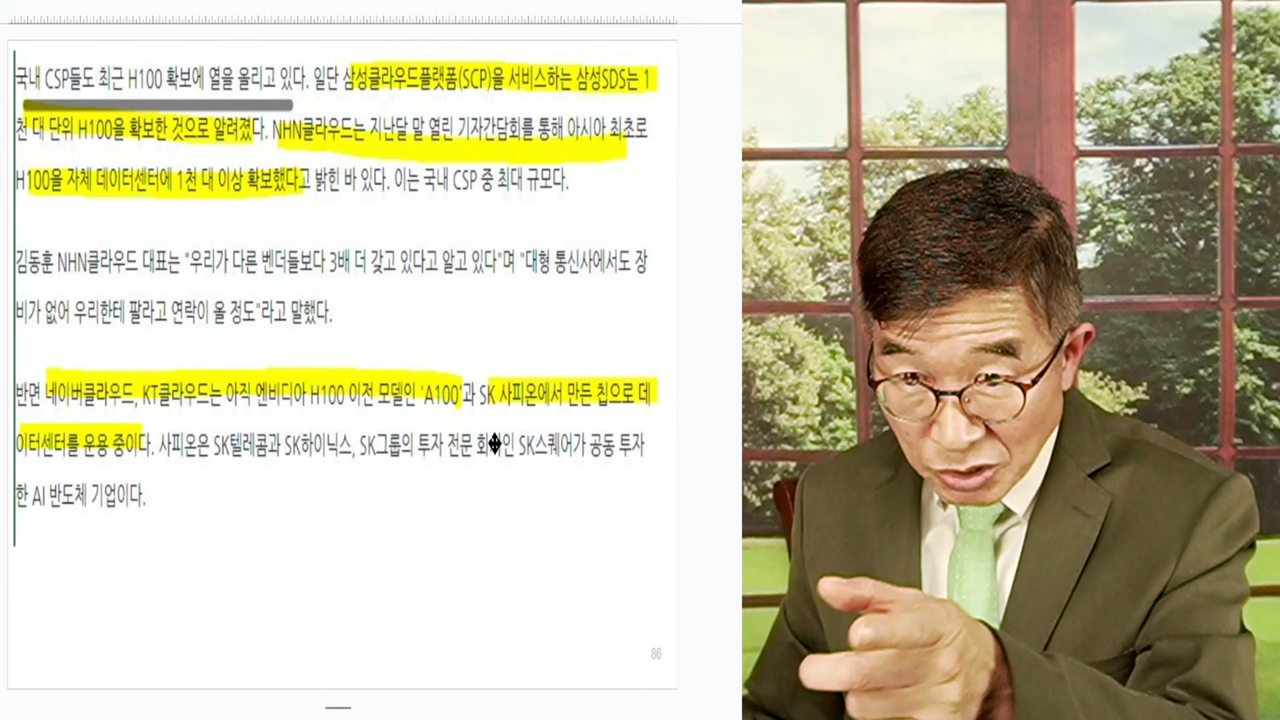 국내 CSP들도 최근 H100 확보에 열을 올리고 있다. 일단 삼성클라우드플랫폼(SCP)을 서비스하는 삼성SDS는 1
천 대 단위 H100을 확보한 것으로 알려졌다. NHN클라우드는 지난달 말 열린 기자간담회를 통해 아시아 최초로
H100을 자체 데이터센터에 1천 대 이상 확보했다고 밝힌 바 있다. 이는 국내 CSP 중 최대 규모다.
김동훈 NHN클라우드 대표는 "우리가 다른 벤더들보다 3배 더 갖고 있다고 알고 있다"며 "대형 통신사에서도 장
비가 없어 우리한테 팔라고 연락이 올 정도"라고 말했다.
반면 네이버클라우드, KT클라우드는 아직 엔비디아 H100 이전 모델인 'A100'과 SK 사피온에서 만든 칩으로 데
이터센터를 운용 중이다. 사피온은 SK텔레콤과 SK하이닉스, SK그룹의 투자 전문 SK스퀘어가 공동 투자
한 AI 반도체 기업이다.
86